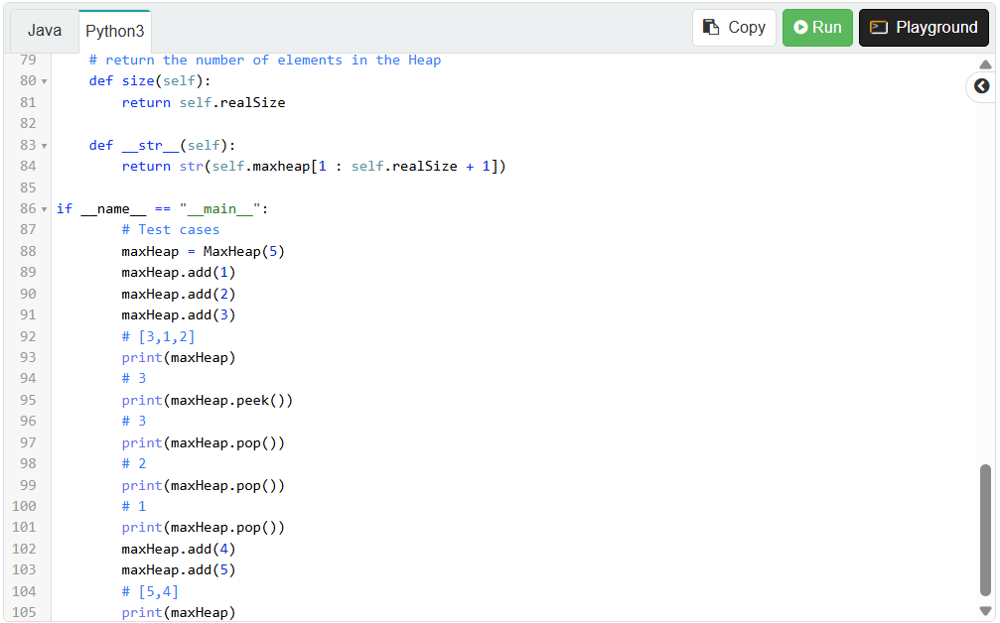 Java Python3 Copy Run Playground
79 # return the number of elements in the Heap
80 def size(self):
81 return self.realSize
82
83 def __str__(self):
84 return str(self.maxheap[1 : self.realSize + 1])
85
86 if __name__ == "__main__":
87 # Test cases
88 maxHeap = MaxHeap(5)
89 maxHeap.add(1)
90 maxHeap.add(2)
91 maxHeap.add(3)
92 # [3,1,2]
93 print(maxHeap)
94 # 3
95 print(maxHeap.peek())
96 # 3
97 print(maxHeap.pop())
98 # 2
99 print(maxHeap.pop())
100 # 1
101 print(maxHeap.pop())
102 maxHeap.add(4)
103 maxHeap.add(5)
104 # [5,4]
105 print(maxHeap)